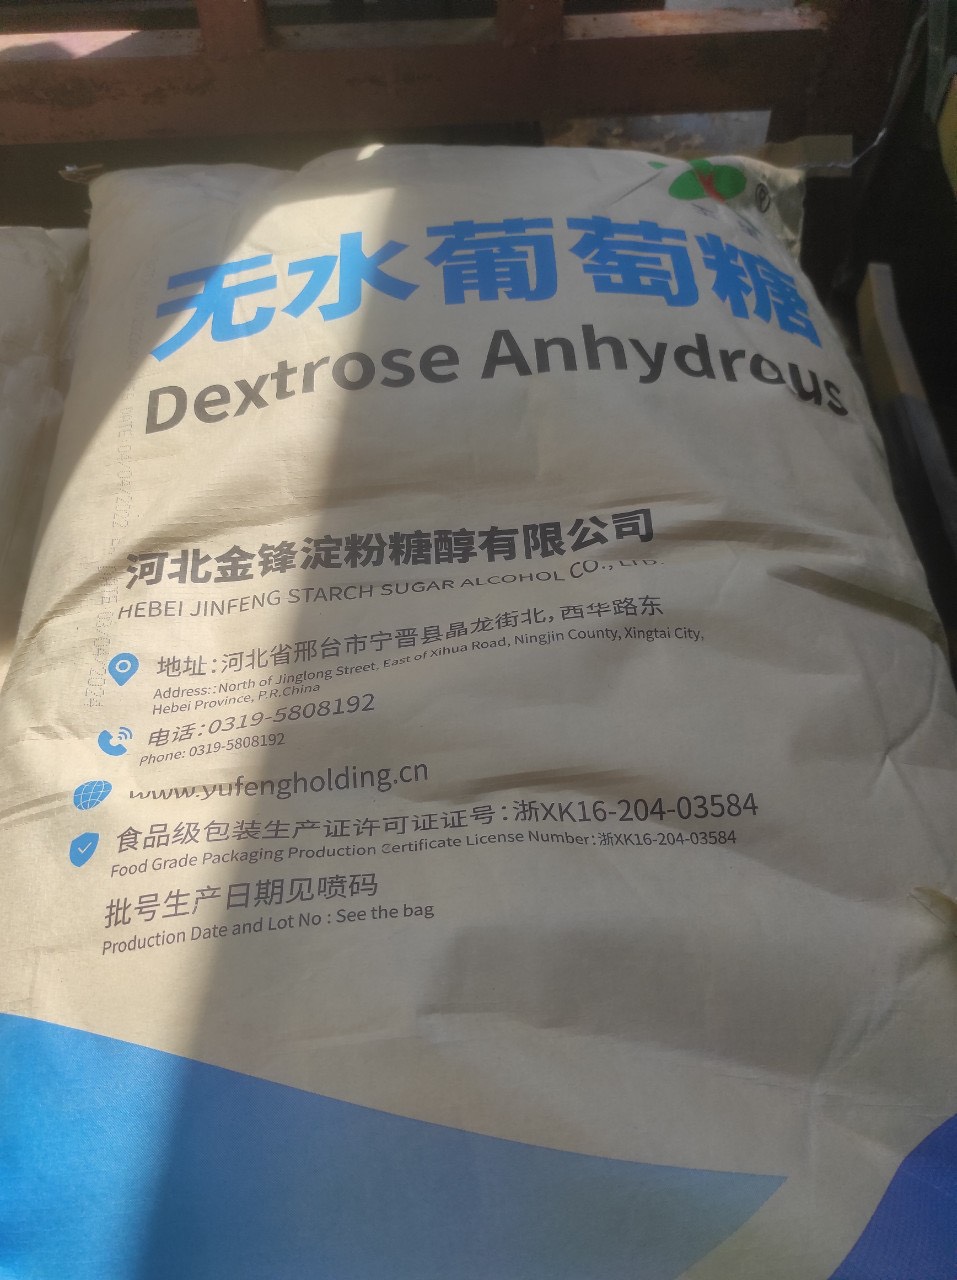 无水葡萄糖
Dextrose Anhydrous
河北金锋淀粉糖醇有限公司
HEBEI JINFENG STARCH SUGAR ALCOHOL CO., LTD.
地址:河北省邢台市宁晋县晶龙街北,西华路东
Address::North of Jinglong Street, East of Xihua Road, Ningjin County, Xingtai City,
Hebei Province, P.R.China
电话:0319-5808192
Phone: 0319-5808192
www.yufengholding.cn
食品级包装生产许可证证号:浙XK16-204-03584
Food Grade Packaging Production Certificate License Number:浙XK16-204-03584
批号生产日期见喷码
Production Date and Lot No : See the bag